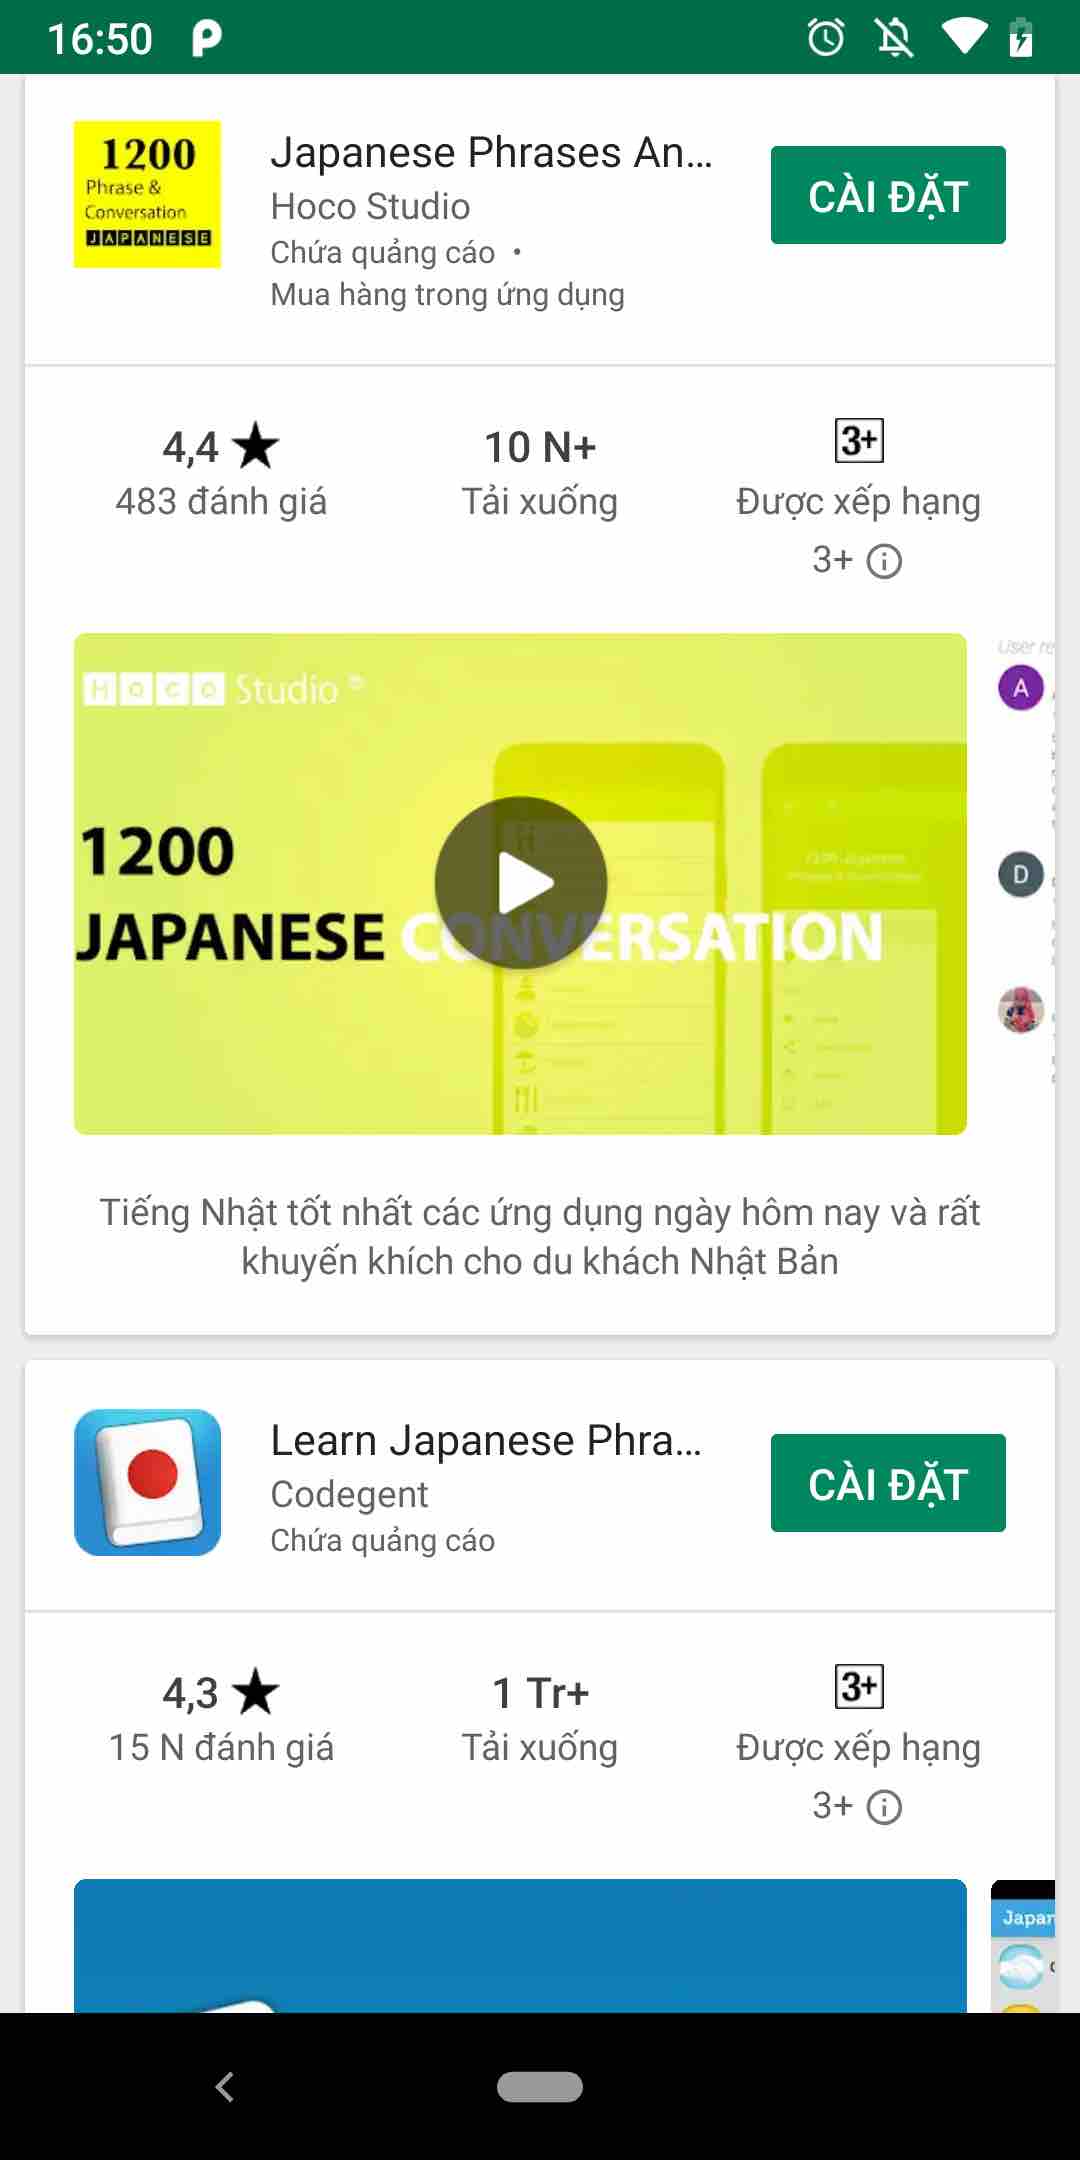 16:50
1200
Phrase &
Conversation
JAPANESE
Japanese Phrases An...
Hoco Studio
Chứa quảng cáo •
Mua hàng trong ứng dụng
CÀI ĐẶT
4,4 ★
483 đánh giá
10 N+
Tải xuống
3+
Được xếp hạng
3+
HOCO Studio
User re
A
D
1200
JAPANESE CONVERSATION
Tiếng Nhật tốt nhất các ứng dụng ngày hôm nay và rất
khuyến khích cho du khách Nhật Bản
Learn Japanese Phra...
Codegent
Chứa quảng cáo
CÀI ĐẶT
4,3 ★
15 N đánh giá
1 Tr+
Tải xuống
3+
Được xếp hạng
3+
Japan